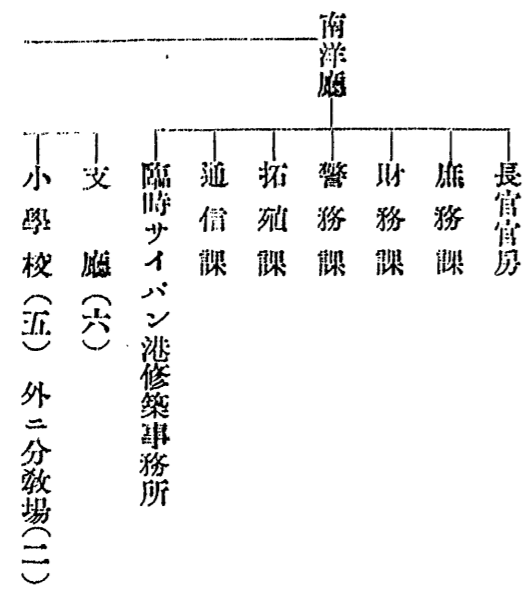 南洋廳
長官官房
庶務課
財務課
警務課
拓殖課
通信課
臨時サイパン港修築事務所
支廳(六)
小學校(五) 外ニ分敎場(二)